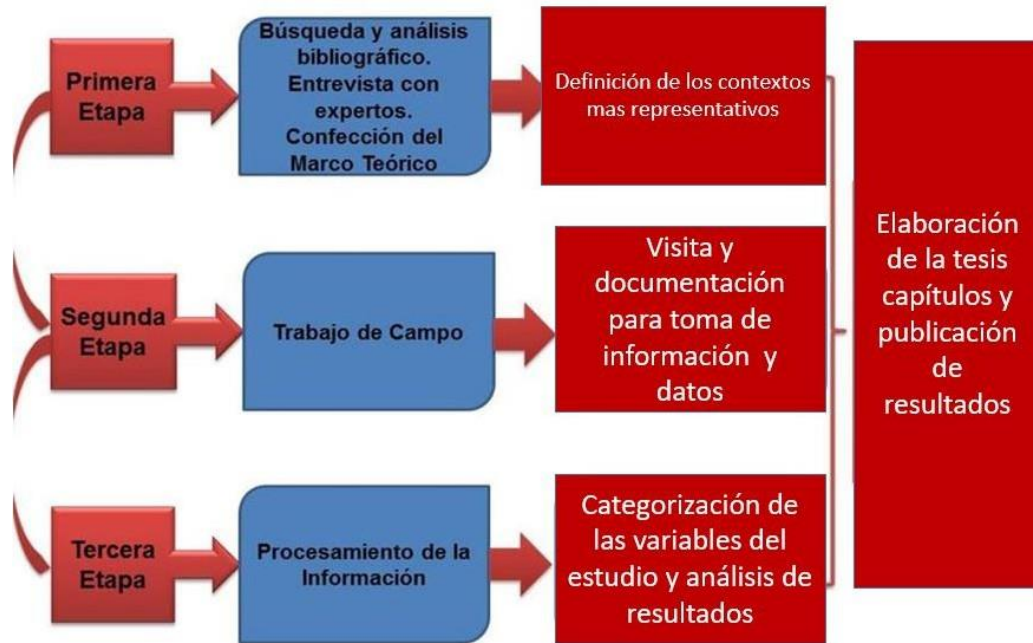 Primera
Etapa
Búsqueda y análisis
bibliográfico.
Entrevista con
expertos.
Confección del
Marco Teórico
Definición de los contextos
mas representativos
Segunda
Etapa
Trabajo de Campo
Visita y
documentación
para toma de
información y
datos
Tercera
Etapa
Procesamiento de la
Información
Categorización de
las variables del
estudio y análisis de
resultados
Elaboración
de la tesis
capítulos y
publicación
de
resultados